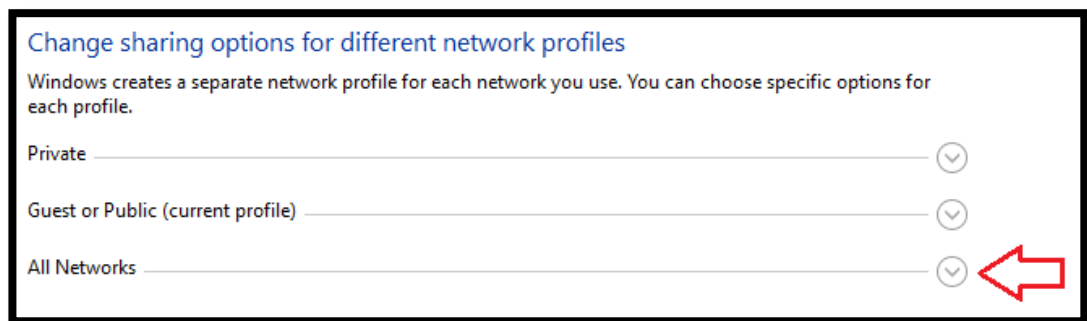 Change sharing options for different network profiles
Windows creates a separate network profile for each network you use. You can choose specific options for
each profile.
Private
Guest or Public (current profile)
All Networks